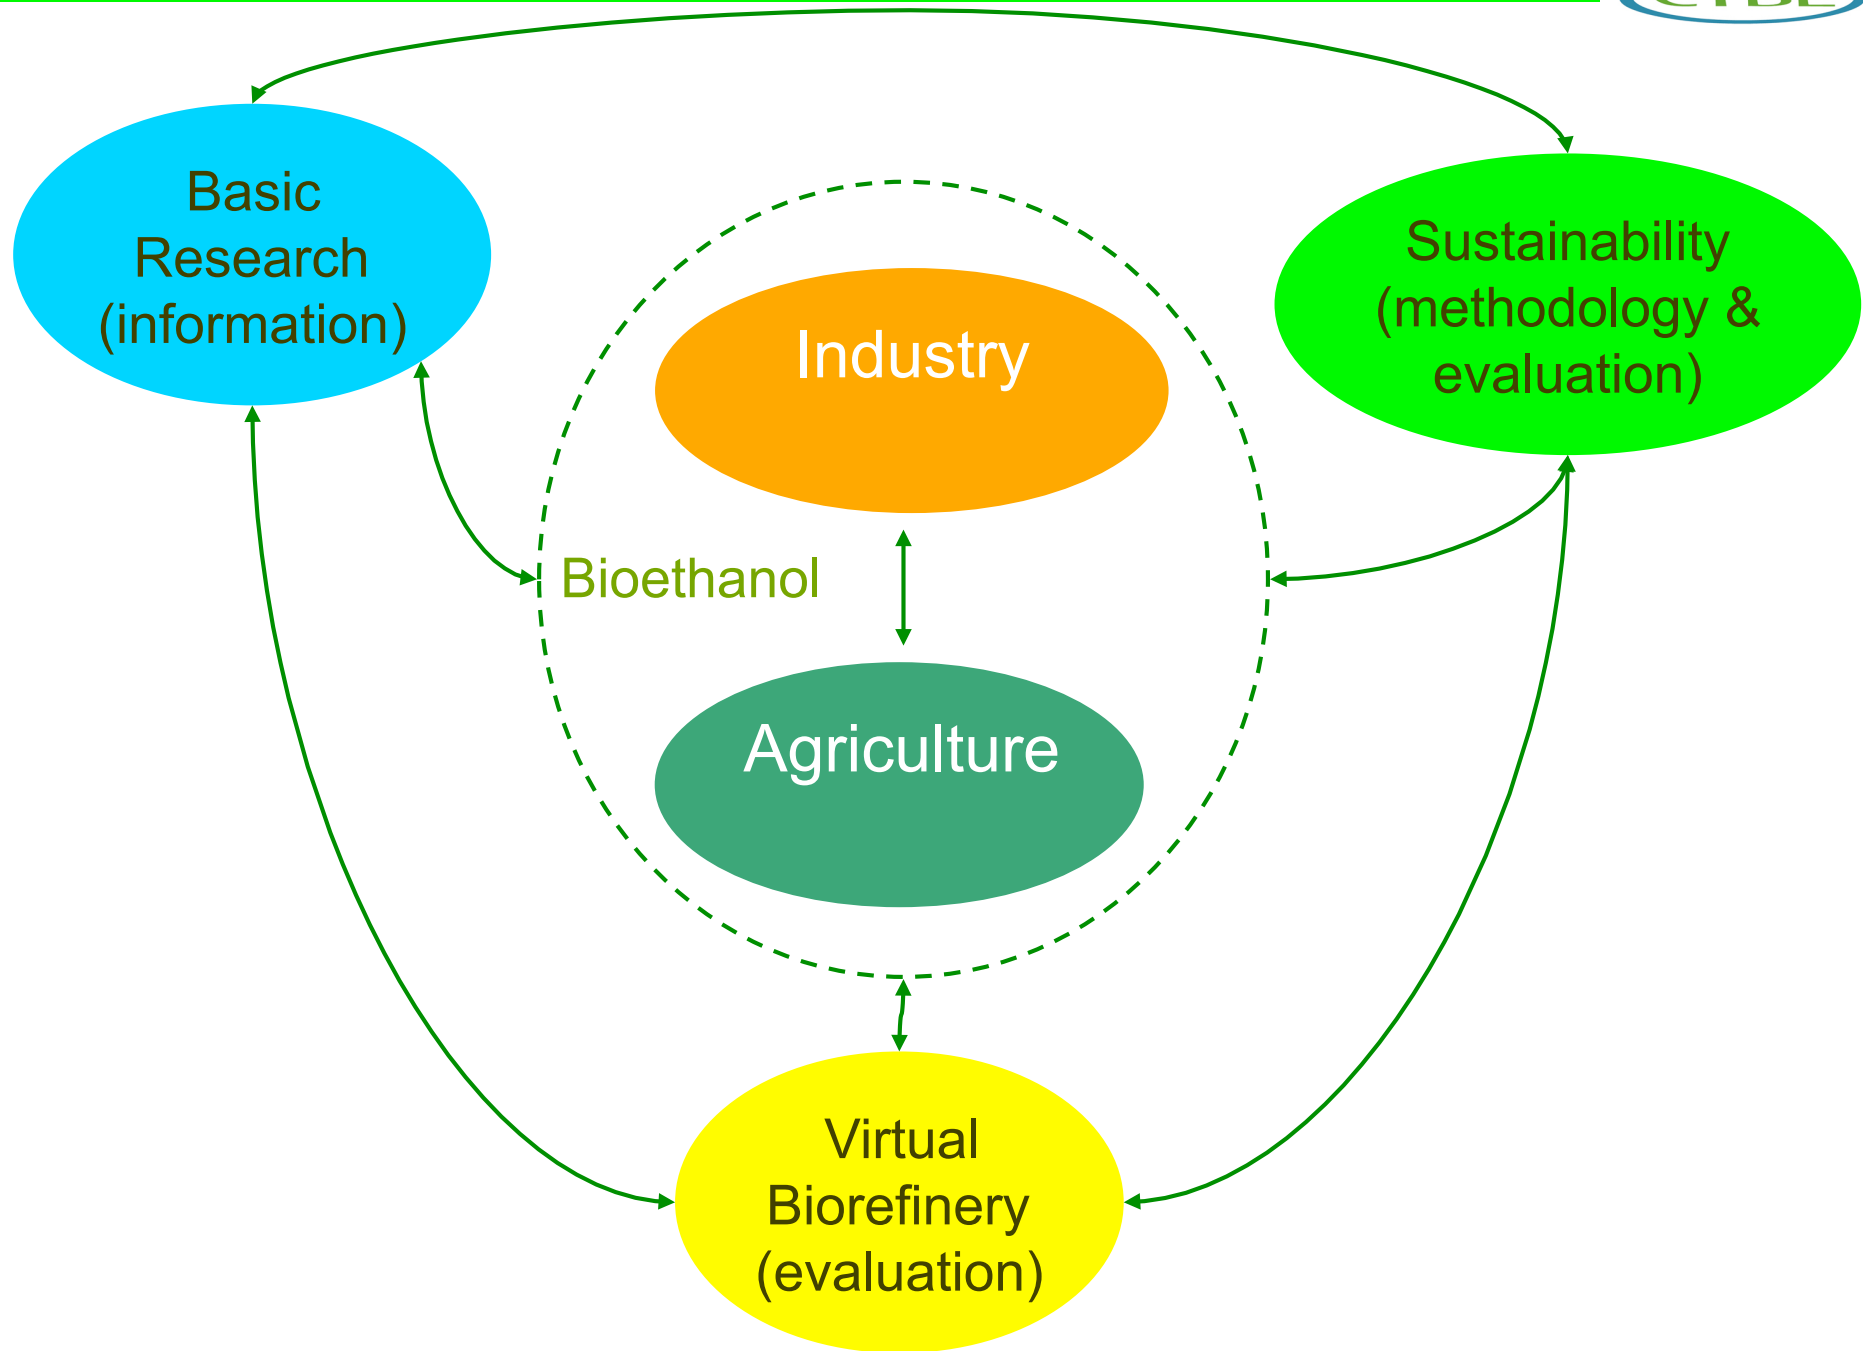 Basic
Research
(information)
Sustainability
(methodology &
evaluation)
Industry
Bioethanol
Agriculture
Virtual
Biorefinery
(evaluation)